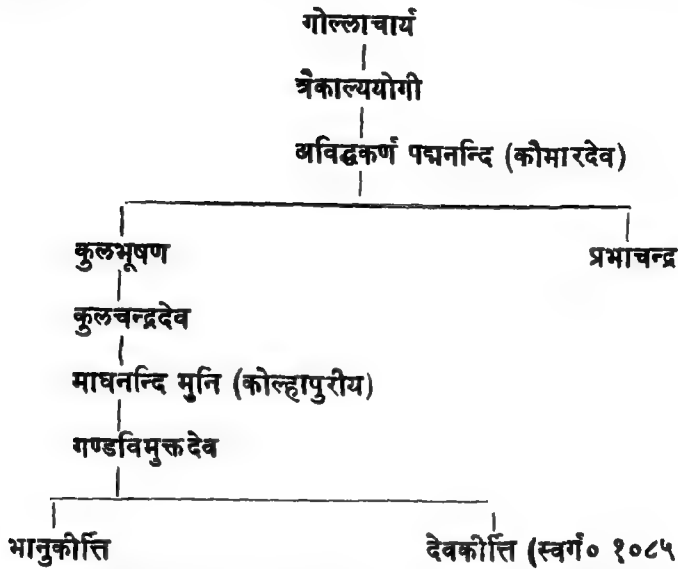 गोल्लाचार्य
त्रैकाल्ययोगी
अविद्धकर्ण पद्मनन्दि (कौमारदेव)
कुलभूषण प्रभाचन्द्र
कुलचन्द्रदेव
माघनन्दि मुनि (कोल्हापुरीय)
गण्डविमुक्तदेव
भानुकीर्त्ति देवकीर्त्ति (स्वर्ग० १०८५